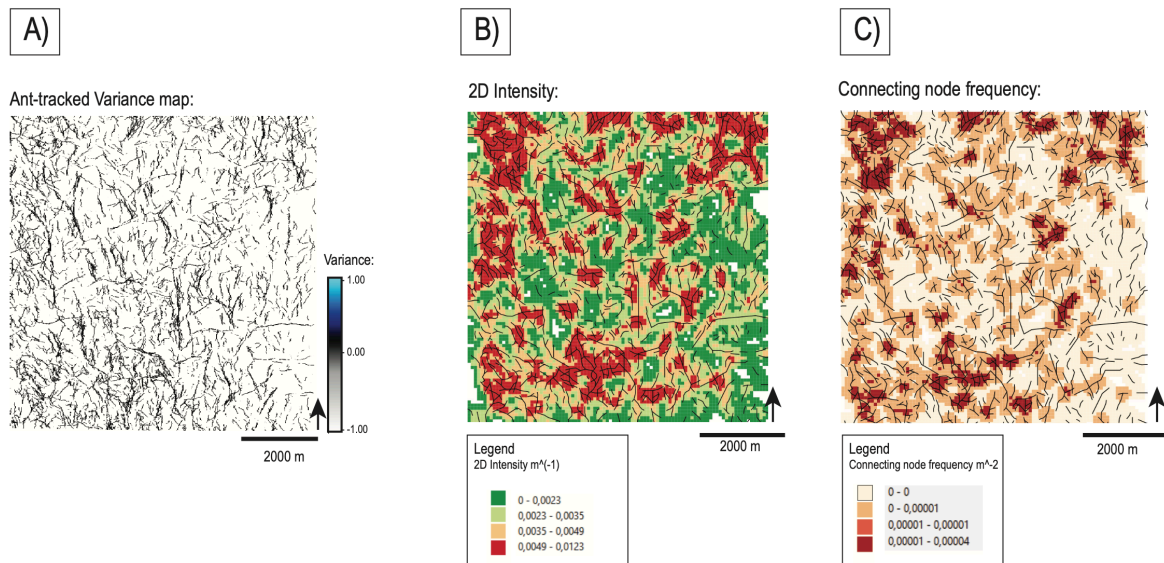 A)
B)
C)
Ant-tracked Variance map:
2D Intensity:
Connecting node frequency:
Variance:
1.00
0.00
-1.00
2000 m
2000 m
2000 m
Legend
2D Intensity m^(-1)
0 - 0,0023
0,0023 - 0,0035
0,0035 - 0,0049
0,0049 - 0,0123
Legend
Connecting node frequency m^-2
0 - 0
0 - 0,00001
0,00001 - 0,00001
0,00001 - 0,00004